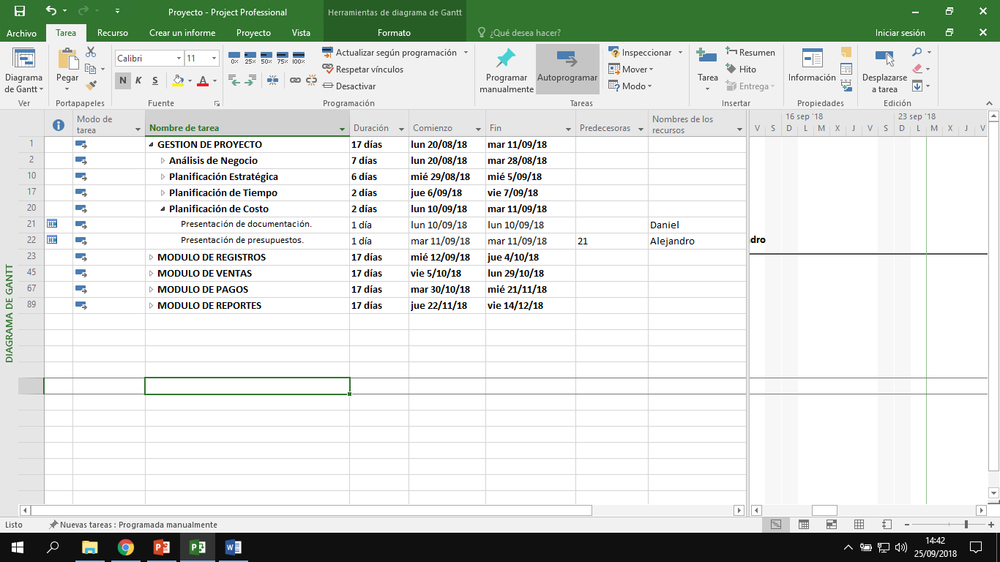 Proyecto - Project Professional
Herramientas de diagrama de Gantt
Archivo Tarea Recurso Crear un informe Proyecto Vista Formato ¿Qué desea hacer? Iniciar sesión
Diagrama de Gantt
Ver
Pegar
Portapapeles
Calibri 11
N K S A
Fuente
0% 25% 50% 75% 100%
Actualizar según programación
Respetar vínculos
Desactivar
Programación
Programar manualmente
Autoprogramar
Inspeccionar
Mover
Modo
Tareas
Tarea
Resumen
Hito
Entrega
Insertar
Información
Propiedades
Desplazarse a tarea
Edición
Modo de tarea Nombre de tarea Duración Comienzo Fin Predecesoras Nombres de los recursos
16 sep '18 23 sep '18
V S D L M X J V S D L M X J V
1 GESTION DE PROYECTO 17 días lun 20/08/18 mar 11/09/18
2 Análisis de Negocio 7 días lun 20/08/18 mar 28/08/18
10 Planificación Estratégica 6 días mié 29/08/18 mié 5/09/18
17 Planificación de Tiempo 2 días jue 6/09/18 vie 7/09/18
20 Planificación de Costo 2 días lun 10/09/18 mar 11/09/18
21 Presentación de documentación. 1 día lun 10/09/18 lun 10/09/18 Daniel
22 Presentación de presupuestos. 1 día mar 11/09/18 mar 11/09/18 21 Alejandro dro
23 MODULO DE REGISTROS 17 días mié 12/09/18 jue 4/10/18
45 MODULO DE VENTAS 17 días vie 5/10/18 lun 29/10/18
67 MODULO DE PAGOS 17 días mar 30/10/18 mié 21/11/18
89 MODULO DE REPORTES 17 días jue 22/11/18 vie 14/12/18
DIAGRAMA DE GANTT
Listo Nuevas tareas : Programada manualmente
14:42
25/09/2018